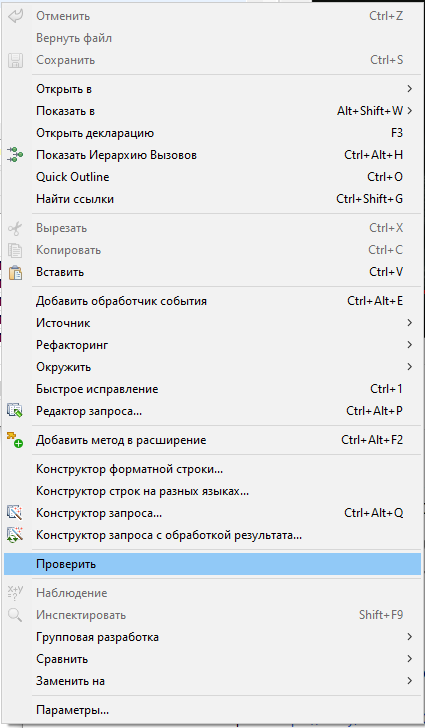 Отменить Ctrl+Z
Вернуть файл
Сохранить Ctrl+S
Открыть в
Показать в Alt+Shift+W
Открыть декларацию F3
Показать Иерархию Вызовов Ctrl+Alt+H
Quick Outline Ctrl+O
Найти ссылки Ctrl+Shift+G
Вырезать Ctrl+X
Копировать Ctrl+C
Вставить Ctrl+V
Добавить обработчик события Ctrl+Alt+E
Источник
Рефакторинг
Окружить
Быстрое исправление Ctrl+1
Редактор запроса... Ctrl+Alt+P
Добавить метод в расширение Ctrl+Alt+F2
Конструктор форматной строки...
Конструктор строк на разных языках...
Конструктор запроса... Ctrl+Alt+Q
Конструктор запроса с обработкой результата...
Проверить
Наблюдение
Инспектировать Shift+F9
Групповая разработка
Сравнить
Заменить на
Параметры...